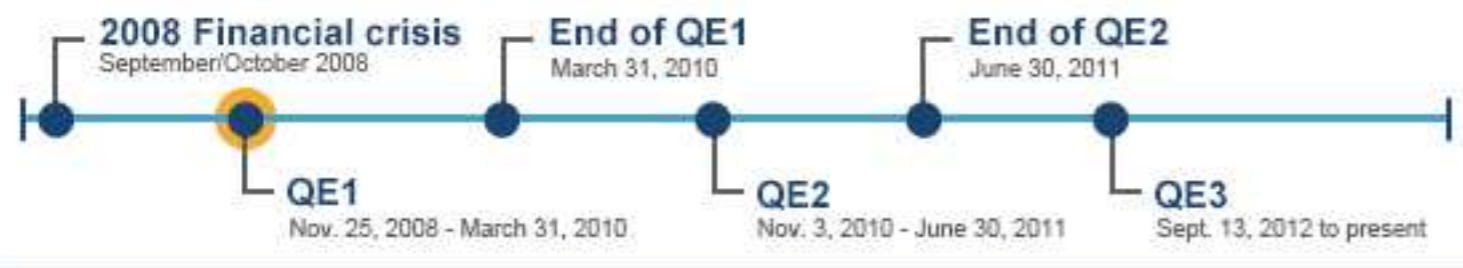 2008 Financial crisis
September/October 2008
End of QE1
March 31, 2010
End of QE2
June 30, 2011
QE1
Nov. 25, 2008 - March 31, 2010
QE2
Nov. 3, 2010 - June 30, 2011
QE3
Sept. 13, 2012 to present